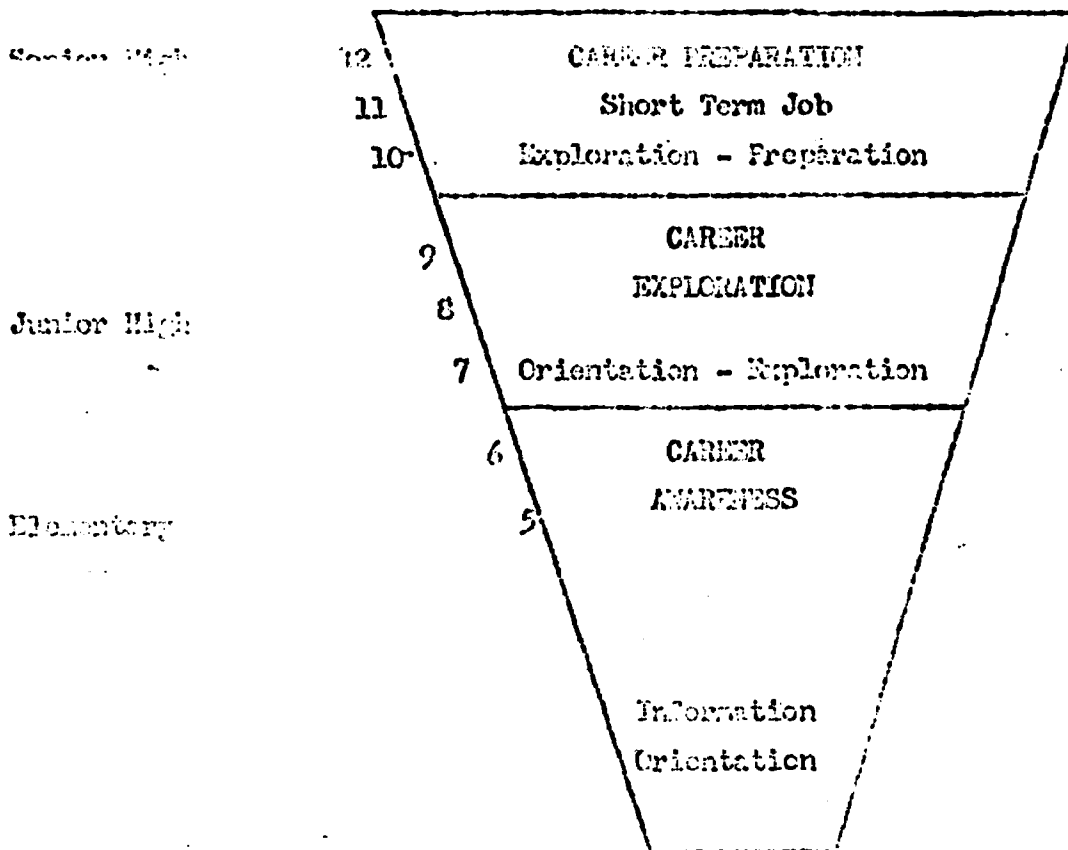 Senior High 12 CAREER PREPARATION
11 Short Term Job
10 Exploration - Preparation
9 CAREER
EXPLORATION
8
Junior High
7 Orientation - Exploration
6 CAREER
AWARENESS
5
Elementary
Information
Orientation